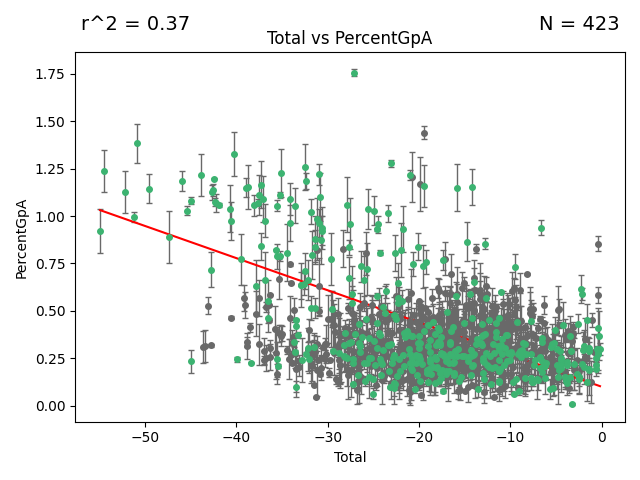 r^2 = 0.37
N = 423
Total vs PercentGpA
PercentGpA
1.75
1.50
1.25
1.00
0.75
0.50
0.25
0.00
−50
−40
−30
−20
−10
0
Total